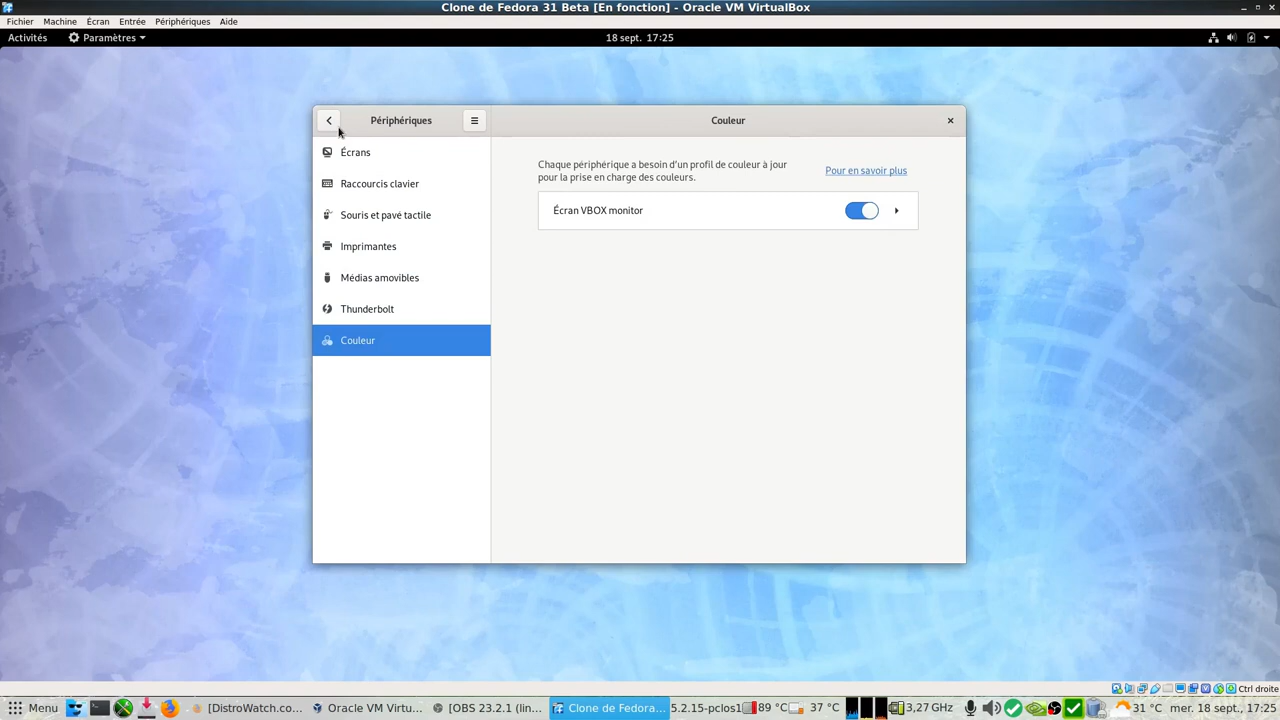 Clone de Fedora 31 Beta [En fonction] - Oracle VM VirtualBox
Fichier Machine Écran Entrée Périphériques Aide
Activités Paramètres 18 sept. 17:25
Périphériques Couleur
Écrans
Raccourcis clavier
Souris et pavé tactile
Imprimantes
Médias amovibles
Thunderbolt
Couleur
Chaque périphérique a besoin d'un profil de couleur à jour
pour la prise en charge des couleurs.
Pour en savoir plus
Écran VBOX monitor
Ctrl droite
Menu [DistroWatch.co... Oracle VM Virtu... [OBS 23.2.1 (lin... Clone de Fedora... 5.2.15-pclos1 89 °C 37 °C 3,27 GHz 31 °C mer. 18 sept., 17:25